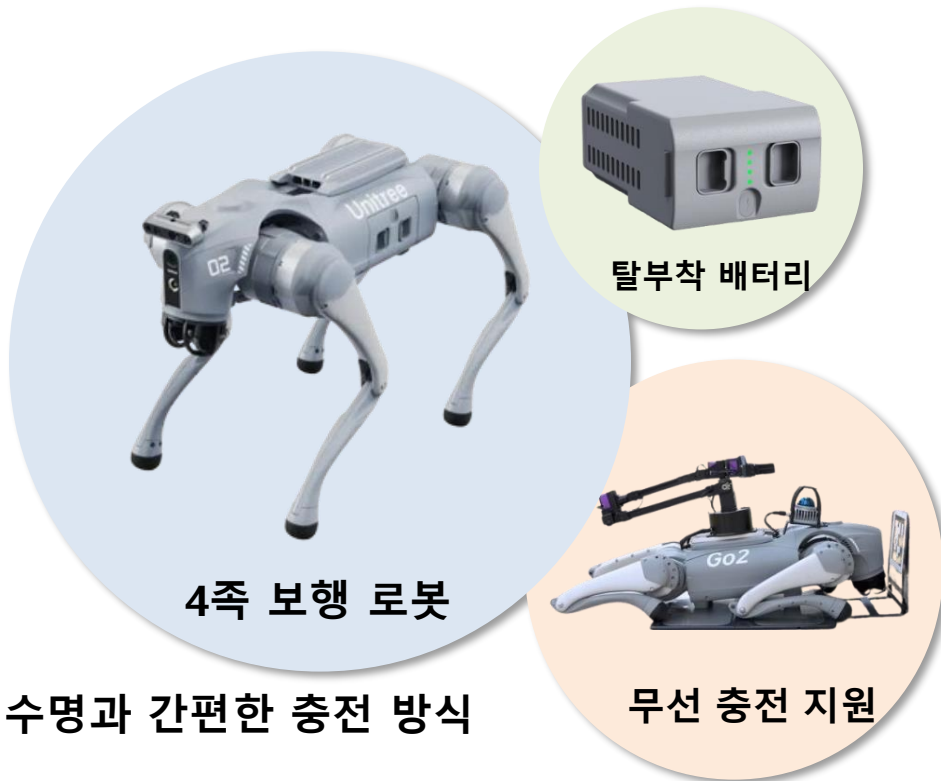 Unitree
02
탈부착 배터리
4족 보행 로봇
Go2
무선 충전 지원
수명과 간편한 충전 방식